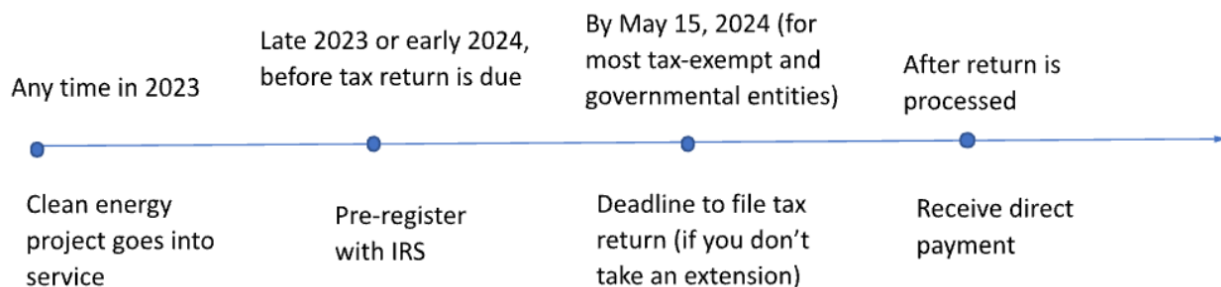 Any time in 2023
Late 2023 or early 2024,
before tax return is due
By May 15, 2024 (for
most tax-exempt and
governmental entities)
After return is
processed
Clean energy
project goes into
service
Pre-register
with IRS
Deadline to file tax
return (if you don’t
take an extension)
Receive direct
payment